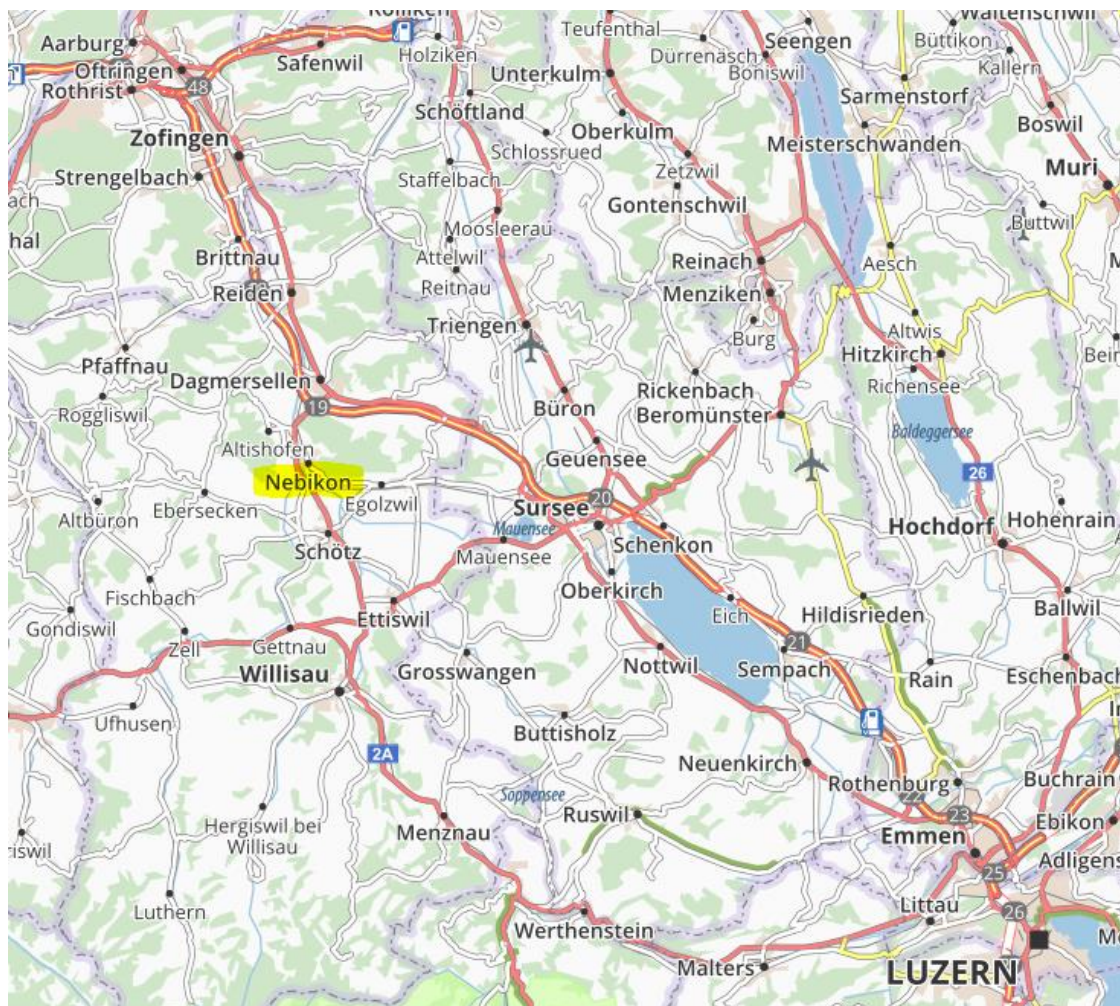 Kölliken
Aarburg
Holziken
Teufenthal
Dürrenäsch
Seengen
Boniswil
Waltenschwil
Büttikon
Kallern
Oftringen
Safenwil
Rothrist
48
Unterkulm
Schöftland
Sarmenstorf
Boswil
Zofingen
Oberkulm
Schlossrued
Meisterschwanden
Muri
Strengelbach
Staffelbach
Zetzwil
Gontenschwil
Buttwil
Moosleerau
Brittnau
Attelwil
Reitnau
Reinach
Aesch
Reiden
Menziken
Triengen
Burg
Altwis
Hitzkirch
Pfaffnau
Richensee
Dagmersellen
Rickenbach
Roggliswil
19
Büron
Beromünster
Baldeggersee
Altishofen
Geuensee
26
Nebikon
Egolzwil
20
Altbüron
Ebersecken
Sursee
Mauensee
Hochdorf
Hohenrain
Schötz
Mauensee
Schenkon
Fischbach
Oberkirch
Gondiswil
Ettiswil
Eich
Hildisrieden
Ballwil
Zell
Gettnau
21
Grosswangen
Nottwil
Sempach
Rain
Eschenbach
Willisau
Ufhusen
Buttisholz
2A
Neuenkirch
Rothenburg
Buchrain
Soppensee
22
Ruswil
23
Hergiswil bei
Willisau
Menznau
Emmen
Ebikon
25
Adligens
Luthern
Littau
26
Werthenstein
Malters
LUZERN